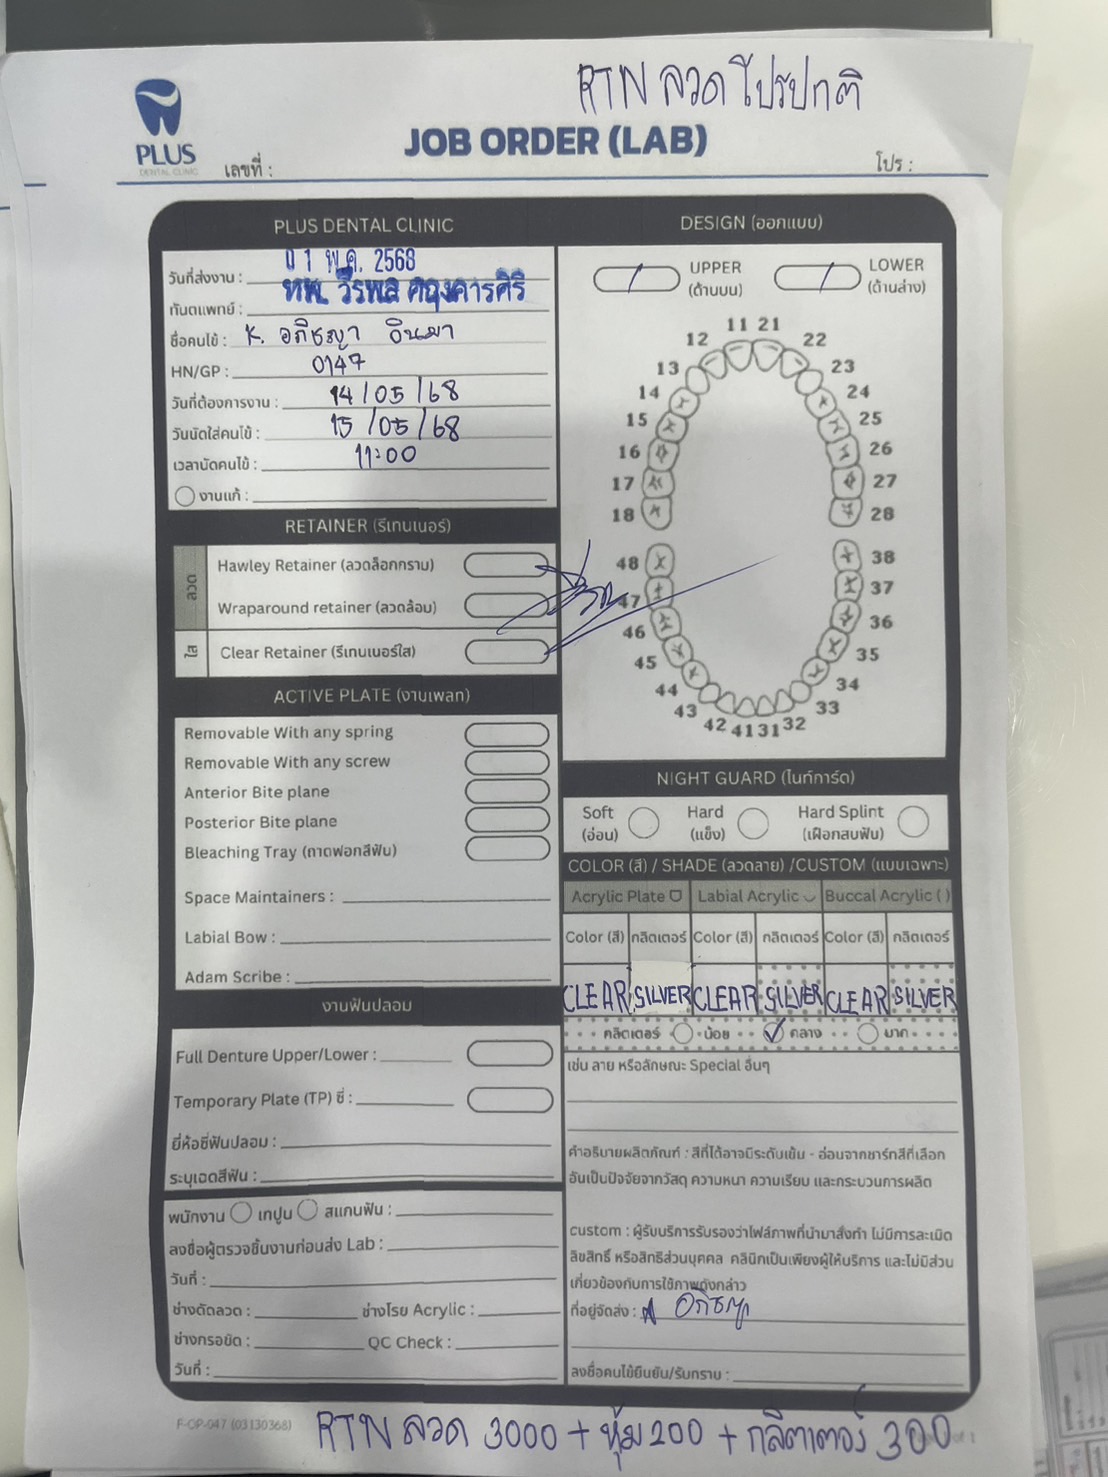 RTN ลวด โปรปกติ
PLUS
DENTAL CLINIC
JOB ORDER (LAB)
เลขที่ :
โปร :
PLUS DENTAL CLINIC
วันที่ส่งงาน : 01 พ.ค. 2568
ทันตแพทย์ : ทพ. วีรพล
ชื่อคนไข้ : K. อภิชญา อินมา
HN/GP : 0147
วันที่ต้องการงาน : 14/05/68
วันนัดใส่คนไข้ : 15/05/68
เวลานัดคนไข้ : 11:00
งานแก้ :
RETAINER (รีเทนเนอร์)
ลวด
Hawley Retainer (ลวดล็อกกราม)
Wraparound retainer (ลวดล้อม)
ใส
Clear Retainer (รีเทนเนอร์ใส)
ACTIVE PLATE (งานเพลท)
Removable With any spring
Removable With any screw
Anterior Bite plane
Posterior Bite plane
Bleaching Tray (ถาดฟอกสีฟัน)
Space Maintainers :
Labial Bow :
Adam Scribe :
งานฟันปลอม
Full Denture Upper/Lower :
Temporary Plate (TP) ซี่ :
ยี่ห้อซี่ฟันปลอม :
ระบุเฉดสีฟัน :
พนักงาน เทปูน สแกนฟัน :
ลงชื่อผู้ตรวจชิ้นงานก่อนส่ง Lab :
วันที่ :
ช่างดัดลวด : ช่างโรย Acrylic :
ช่างกรอขัด : QC Check :
วันที่ :
DESIGN (ออกแบบ)
UPPER (ด้านบน) LOWER (ด้านล่าง)
11 21
12 22
13 23
14 24
15 25
16 26
17 27
18 28
48 38
47 37
46 36
45 35
44 34
43 33
42 41 31 32
NIGHT GUARD (ไนท์การ์ด)
Soft (อ่อน) Hard (แข็ง) Hard Splint (เฝือกสบฟัน)
COLOR (สี) / SHADE (ลวดลาย) /CUSTOM (แบบเฉพาะ)
Acrylic Plate Labial Acrylic Buccal Acrylic ( )
Color (สี) กลิตเตอร์ Color (สี) กลิตเตอร์ Color (สี) กลิตเตอร์
CLEAR SILVER CLEAR SILVER CLEAR SILVER
กลิตเตอร์ น้อย ✓ กลาง มาก
เช่น ลาย หรือลักษณะ Special อื่นๆ
คำอธิบายผลิตภัณฑ์ : สีที่ได้อาจมีระดับเข้ม - อ่อนจากชาร์ทสีที่เลือก
อันเป็นปัจจัยจากวัสดุ ความหนา ความเรียบ และกระบวนการผลิต
custom : ผู้รับบริการรับรองว่าไฟล์ภาพที่นำมาสั่งทำ ไม่มีการละเมิด
ลิขสิทธิ์ หรือสิทธิส่วนบุคคล คลินิกเป็นเพียงผู้ให้บริการ และไม่มีส่วน
เกี่ยวข้องกับการใช้ภาพดังกล่าว
ที่อยู่จัดส่ง : อภิชญา
ลงชื่อคนไข้ยืนยัน/รับทราบ :
F-OP-047 (03130368)
RTN ลวด 3000 + หุ้ม 200 + กลิตเตอร์ 300